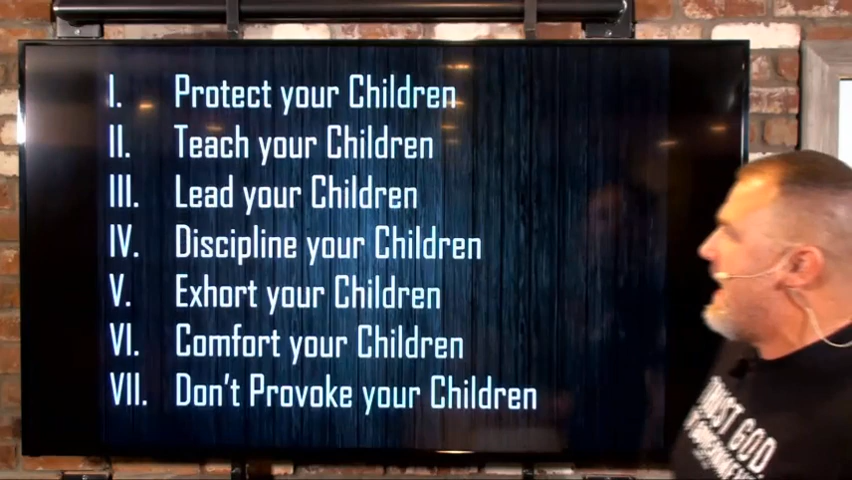 I. Protect your Children
II. Teach your Children
III. Lead your Children
IV. Discipline your Children
V. Exhort your Children
VI. Comfort your Children
VII. Don't Provoke your Children
GOD